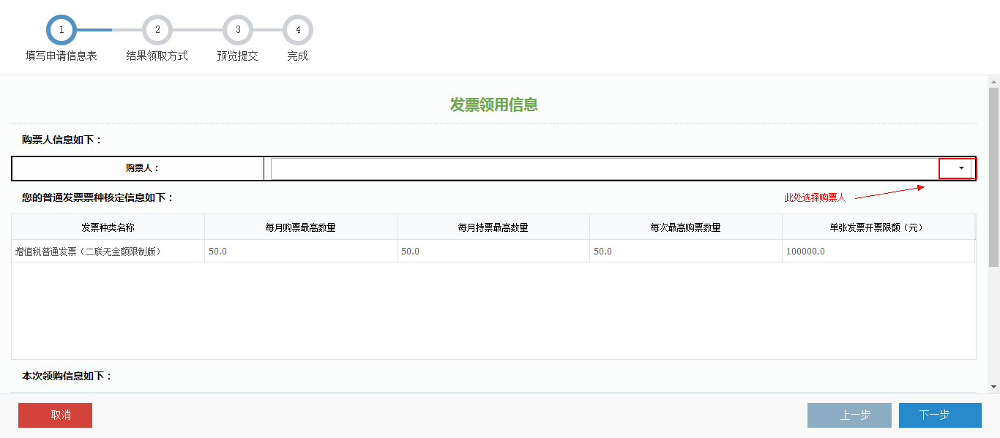 1 2 3 4
填写申请信息表 结果领取方式 预览提交 完成
发票领用信息
购票人信息如下：
购票人：
您的普通发票票种核定信息如下：
此处选择购票人
发票种类名称 每月购票最高数量 每月持票最高数量 每次最高购票数量 单张发票开票限额（元）
增值税普通发票（二联无金额限制版） 50.0 50.0 50.0 100000.0
本次领购信息如下：
取消 上一步 下一步